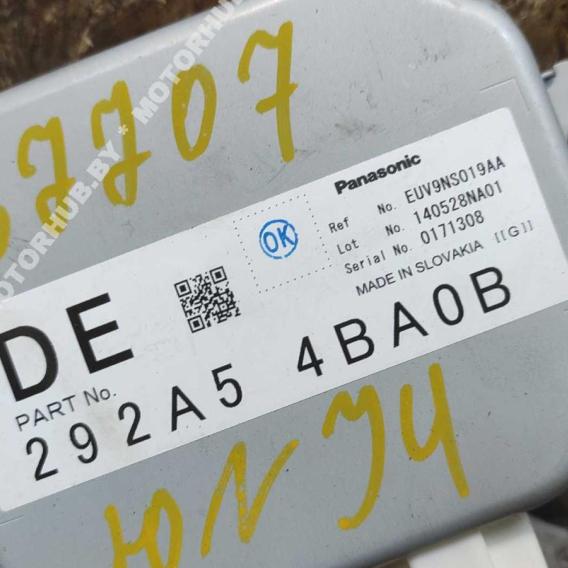 MOTORHUB.BY * MOTORHUB
7707
Panasonic
Ref No. EUV9NS019AA
Lot No. 140528NA01
Serial No. 0171308
MADE IN SLOVAKIA [[G]]
OK
DE
PART No.
292A5 4BA0B